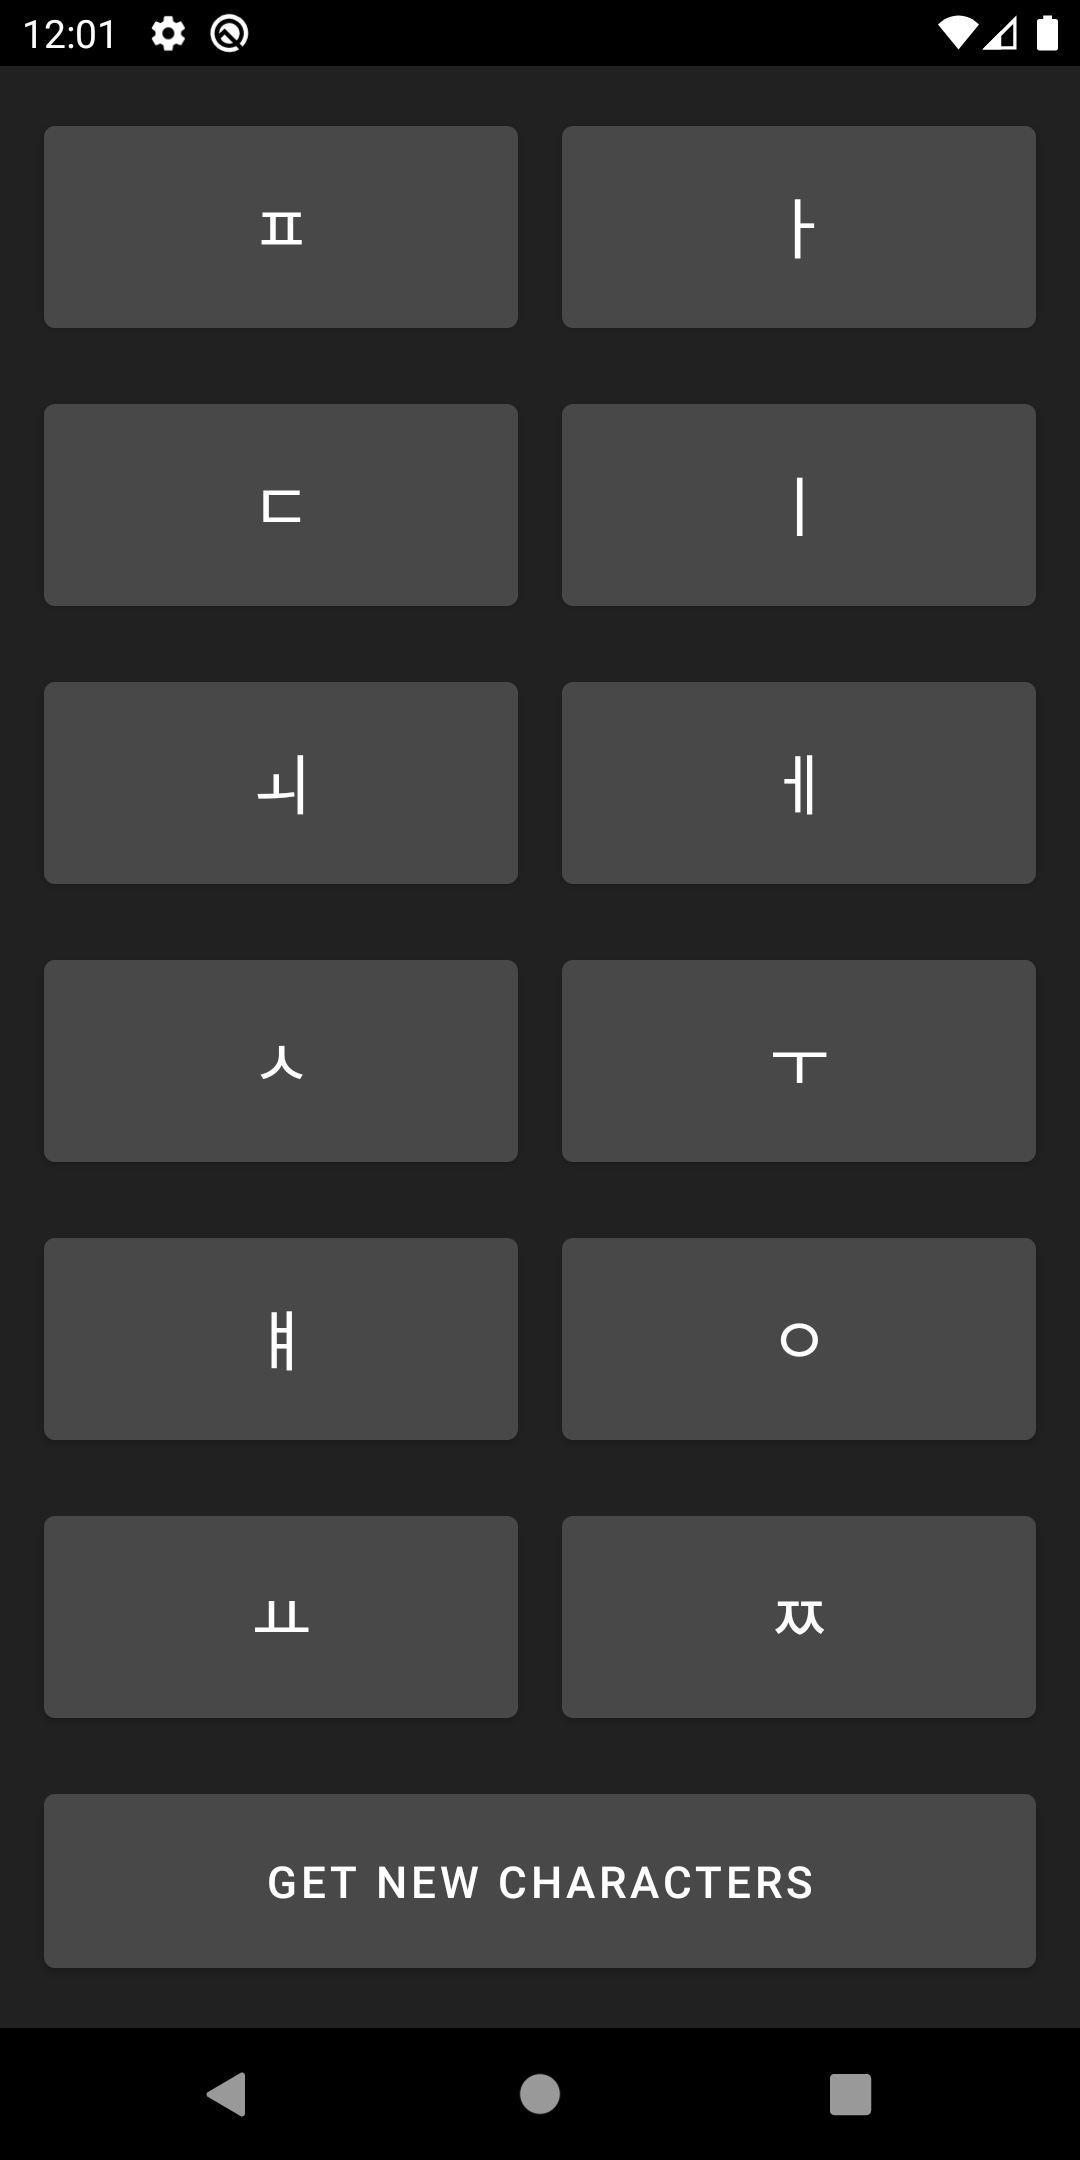 12:01
ㅍ ㅏ
ㄷ ㅣ
ㅚ ㅔ
ㅅ ㅜ
ㅒ ㅇ
ㅛ ㅉ
GET NEW CHARACTERS